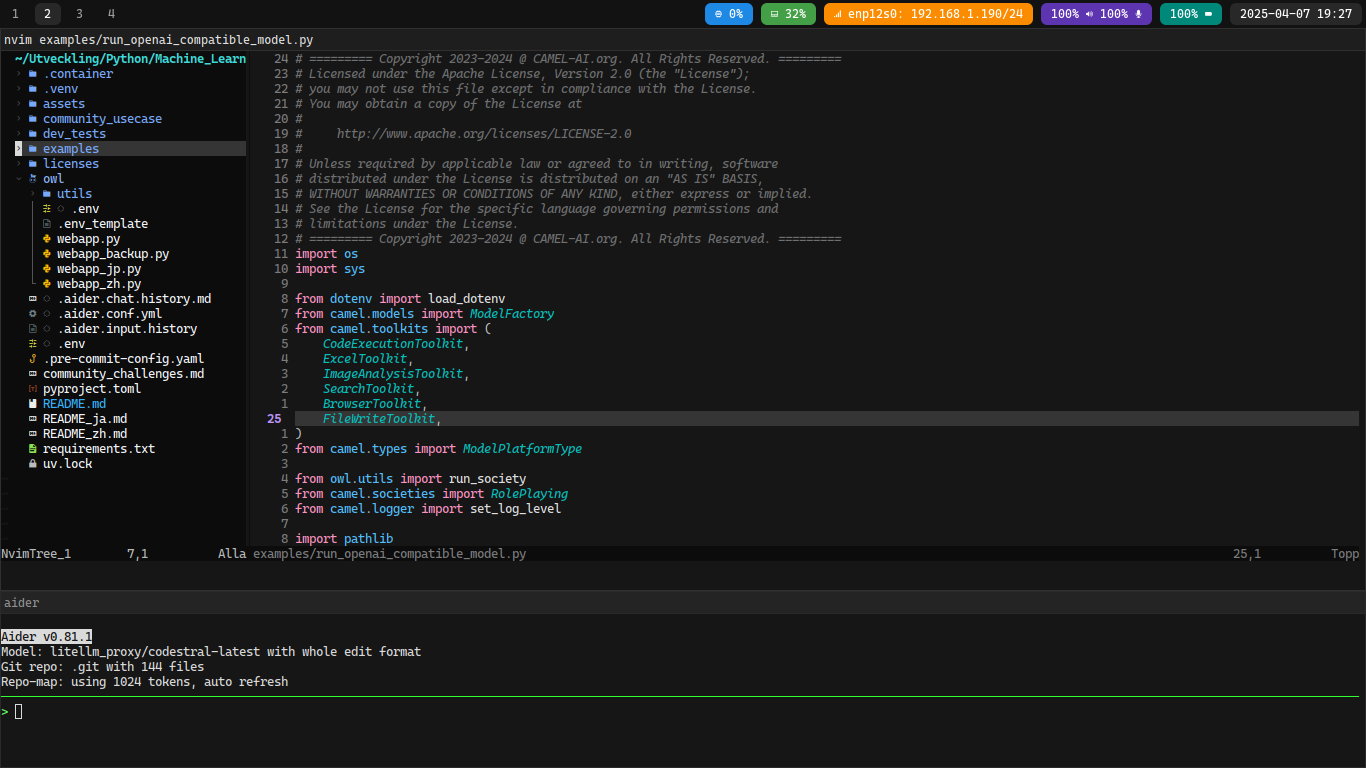 1 2 3 4 0% 32% enp12s0: 192.168.1.190/24 100% 100% 100% 2025-04-07 19:27
nvim examples/run_openai_compatible_model.py
~/Utveckling/Python/Machine_Learn
.container
.venv
assets
community_usecase
dev_tests
examples
licenses
owl
utils
.env
.env_template
webapp.py
webapp_backup.py
webapp_jp.py
webapp_zh.py
.aider.chat.history.md
.aider.conf.yml
.aider.input.history
.env
.pre-commit-config.yaml
community_challenges.md
pyproject.toml
README.md
README_ja.md
README_zh.md
requirements.txt
uv.lock
24 # ========= Copyright 2023-2024 @ CAMEL-AI.org. All Rights Reserved. =========
23 # Licensed under the Apache License, Version 2.0 (the "License");
22 # you may not use this file except in compliance with the License.
21 # You may obtain a copy of the License at
20 #
19 #     http://www.apache.org/licenses/LICENSE-2.0
18 #
17 # Unless required by applicable law or agreed to in writing, software
16 # distributed under the License is distributed on an "AS IS" BASIS,
15 # WITHOUT WARRANTIES OR CONDITIONS OF ANY KIND, either express or implied.
14 # See the License for the specific language governing permissions and
13 # limitations under the License.
12 # ========= Copyright 2023-2024 @ CAMEL-AI.org. All Rights Reserved. =========
11 import os
10 import sys
9
8 from dotenv import load_dotenv
7 from camel.models import ModelFactory
6 from camel.toolkits import (
5     CodeExecutionToolkit,
4     ExcelToolkit,
3     ImageAnalysisToolkit,
2     SearchToolkit,
1     BrowserToolkit,
25     FileWriteToolkit,
1 )
2 from camel.types import ModelPlatformType
3
4 from owl.utils import run_society
5 from camel.societies import RolePlaying
6 from camel.logger import set_log_level
7
8 import pathlib
NvimTree_1 7,1 Alla examples/run_openai_compatible_model.py 25,1 Topp
aider
Aider v0.81.1
Model: litellm_proxy/codestral-latest with whole edit format
Git repo: .git with 144 files
Repo-map: using 1024 tokens, auto refresh
>